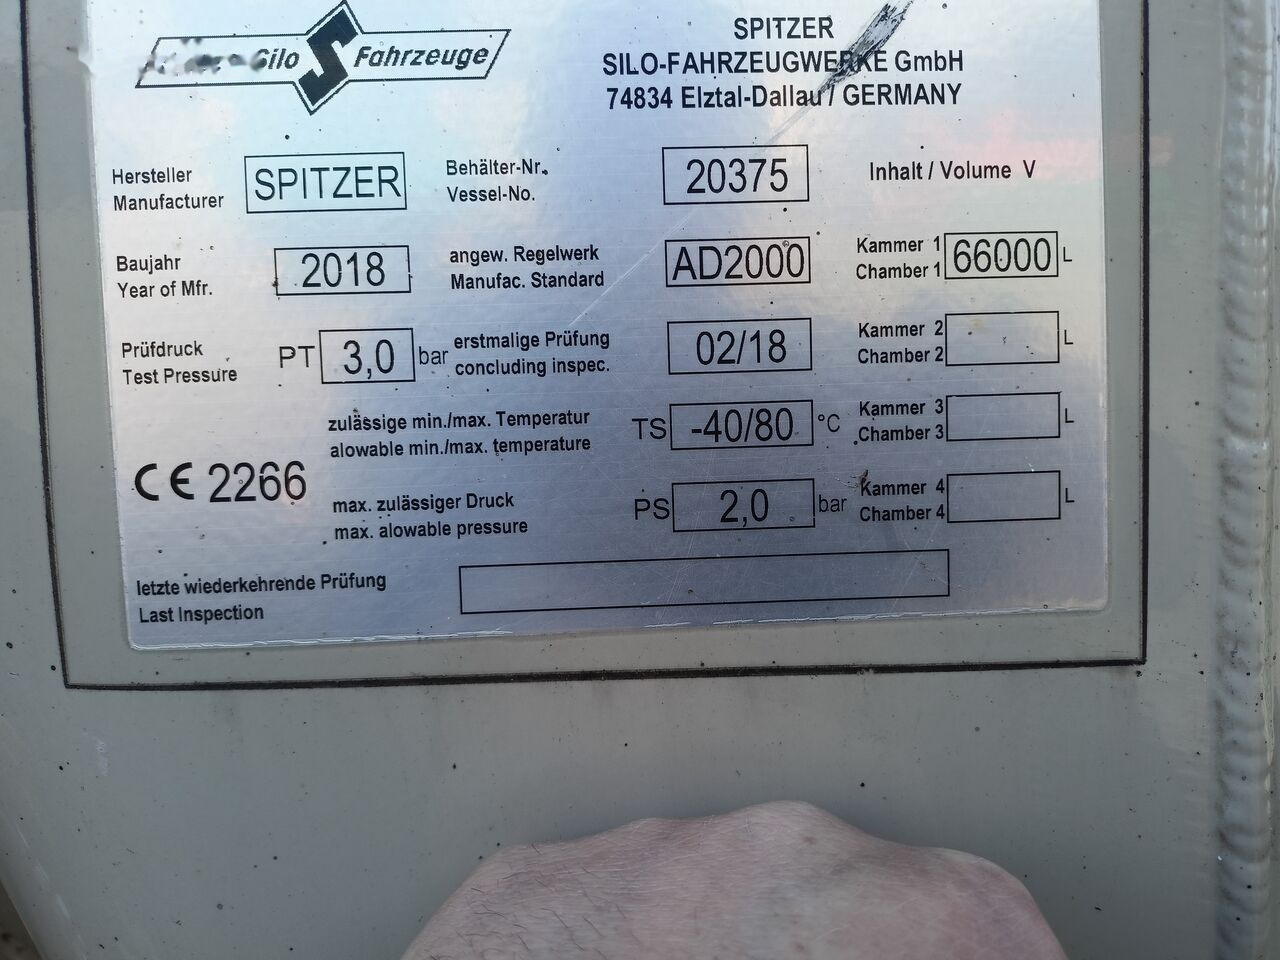 Silo S Fahrzeuge
SPITZER
SILO-FAHRZEUGWERKE GmbH
74834 Elztal-Dallau / GERMANY
Hersteller
Manufacturer
SPITZER
Behälter-Nr.
Vessel-No.
20375
Inhalt / Volume V
Baujahr
Year of Mfr.
2018
angew. Regelwerk
Manufac. Standard
AD2000
Kammer 1
Chamber 1
66000 L
Prüfdruck
Test Pressure
PT 3,0 bar
erstmalige Prüfung
concluding inspec.
02/18
Kammer 2
Chamber 2
L
zulässige min./max. Temperatur
alowable min./max. temperature
TS -40/80 °C
Kammer 3
Chamber 3
L
CE 2266
max. zulässiger Druck
max. alowable pressure
PS 2,0 bar
Kammer 4
Chamber 4
L
letzte wiederkehrende Prüfung
Last Inspection